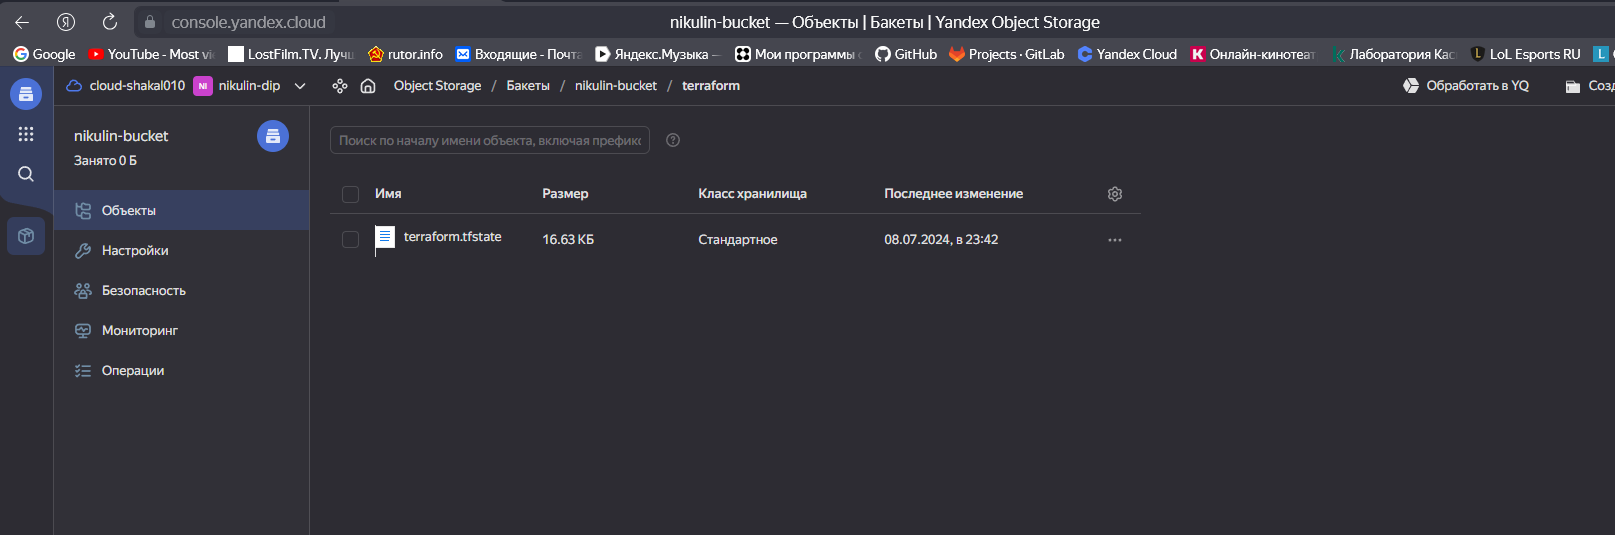 console.yandex.cloud nikulin-bucket — Объекты | Бакеты | Yandex Object Storage
Google YouTube - Most vi LostFilm.TV. Лучш rutor.info Входящие - Почта Яндекс.Музыка — Мои программы GitHub Projects · GitLab Yandex Cloud Онлайн-кинотеат Лаборатория Кас LoL Esports RU
cloud-shakal010 NI nikulin-dip Object Storage / Бакеты / nikulin-bucket / terraform Обработать в YQ Созд
nikulin-bucket
Занято 0 Б
Объекты
Настройки
Безопасность
Мониторинг
Операции
Поиск по началу имени объекта, включая префикс
Имя Размер Класс хранилища Последнее изменение
terraform.tfstate 16.63 КБ Стандартное 08.07.2024, в 23:42